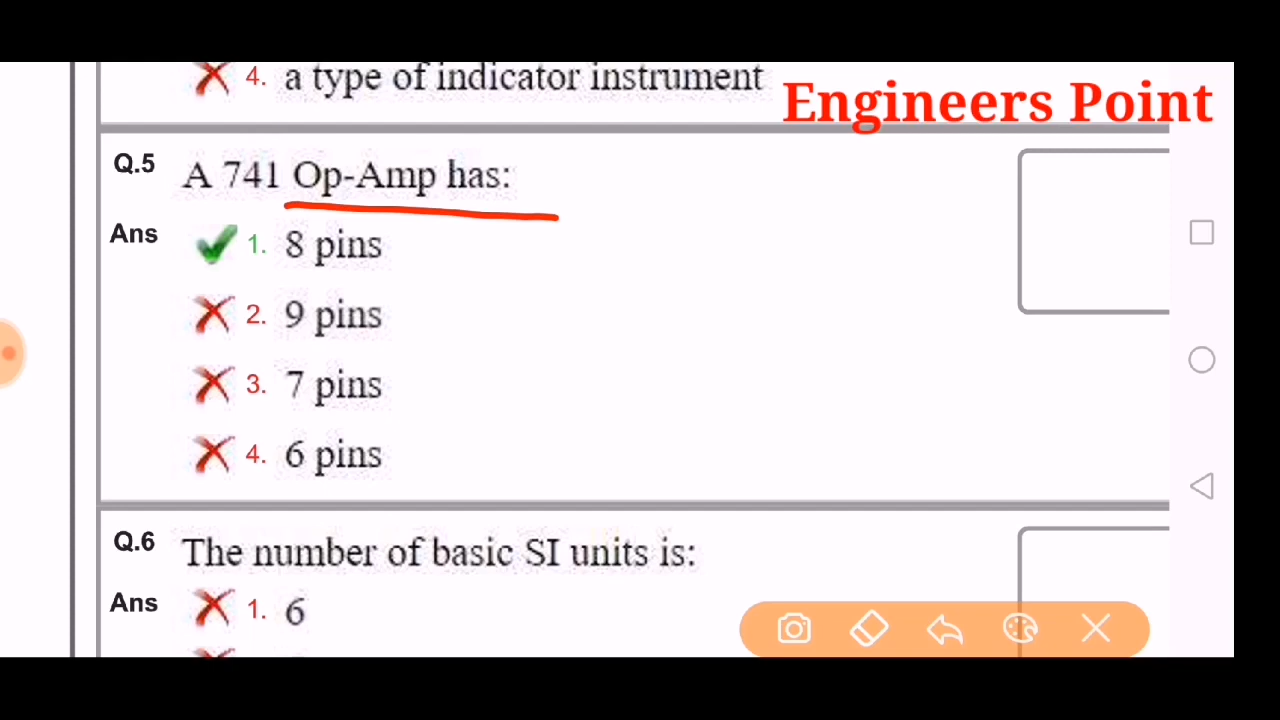 4. a type of indicator instrument
Engineers Point
Q.5 A 741 Op-Amp has:
Ans 1. 8 pins
2. 9 pins
3. 7 pins
4. 6 pins
Q.6 The number of basic SI units is:
Ans 1. 6